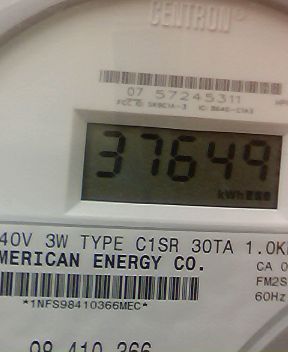 CENTRON®
07 57245311
37649
kWh
40V 3W TYPE C1SR 30TA 1.0K
MERICAN ENERGY CO.
CA 0
FM2S
60Hz
*1NFS98410366MEC*
98 410 366